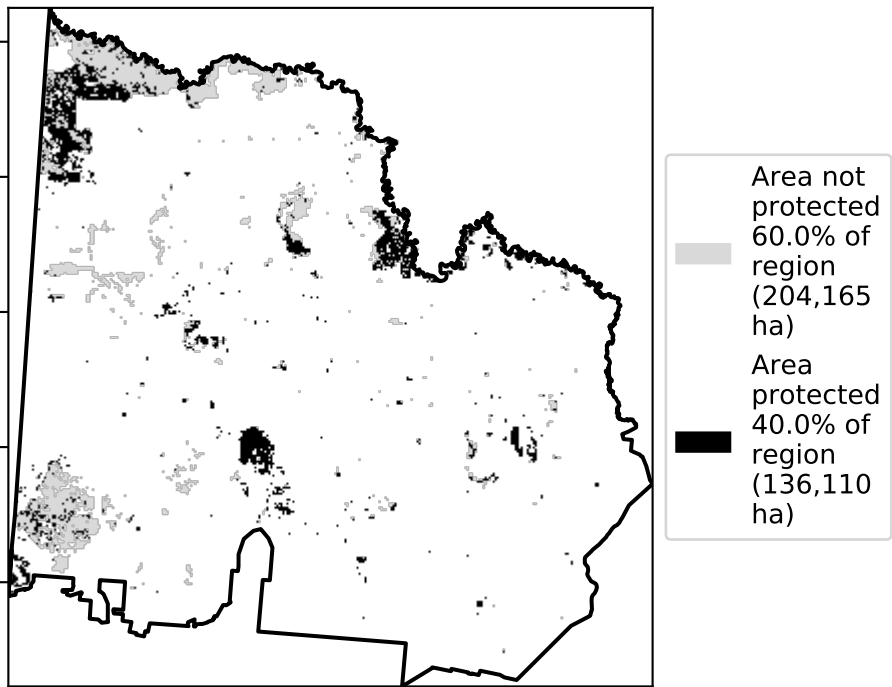 Area not
protected
60.0% of
region
(204,165
ha)
Area
protected
40.0% of
region
(136,110
ha)